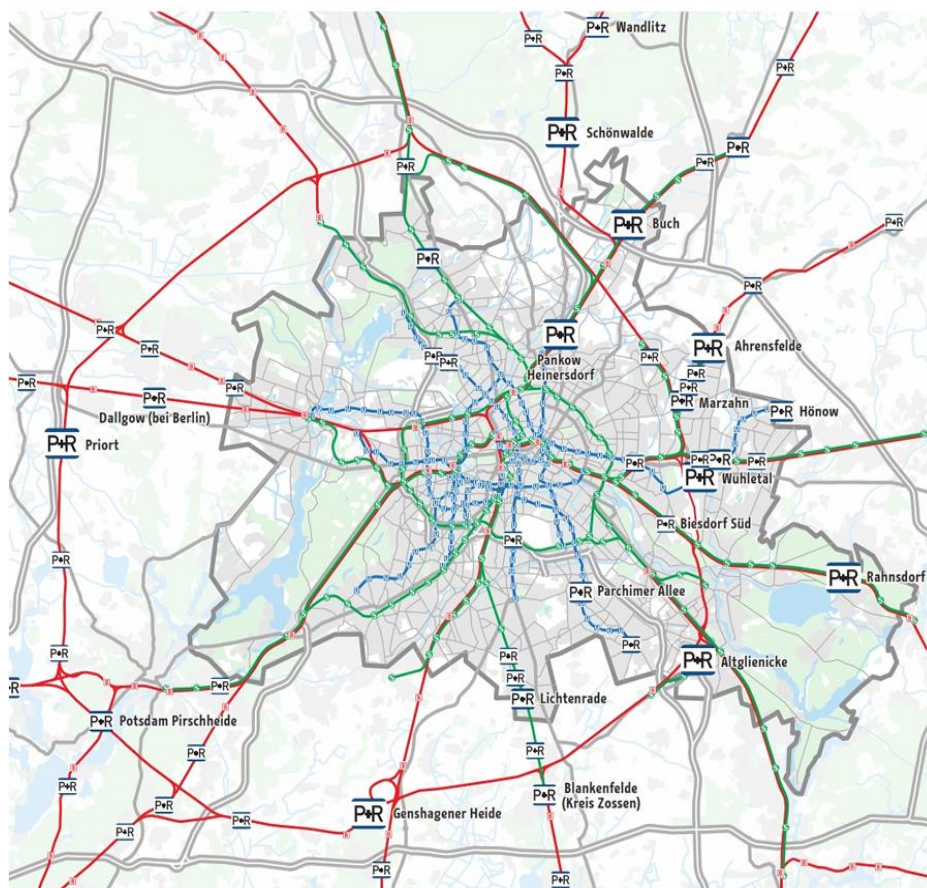 P+R
Wandlitz
P+R
P+R
P+R
P+R
Schönwalde
P+R
P+R
P+R
P+R
P+R
Buch
P+R
P+R
P+R
P+R
Pankow
Heinersdorf
P+R
P+R
P+R
P+R
P+R
Ahrensfelde
P+R
P+R
P+R
P+R
P+R
P+R
Dallgow (bei Berlin)
P+R
Marzahn
P+R
Hönow
P+R
Priort
P+R
P+R
P+R
P+R
P+R
Wuhletal
P+R
Biesdorf Süd
P+R
P+R
P+R
Rahnsdorf
P+R
Parchimer Allee
P+R
P+R
P+R
P+R
Altglienicke
P+R
P+R
P+R
P+R
Lichtenrade
P+R
Potsdam Pirschheide
P+R
P+R
P+R
P+R
Blankenfelde
(Kreis Zossen)
P+R
P+R
Genshagener Heide
P+R
P+R
P+R
P+R
P+R